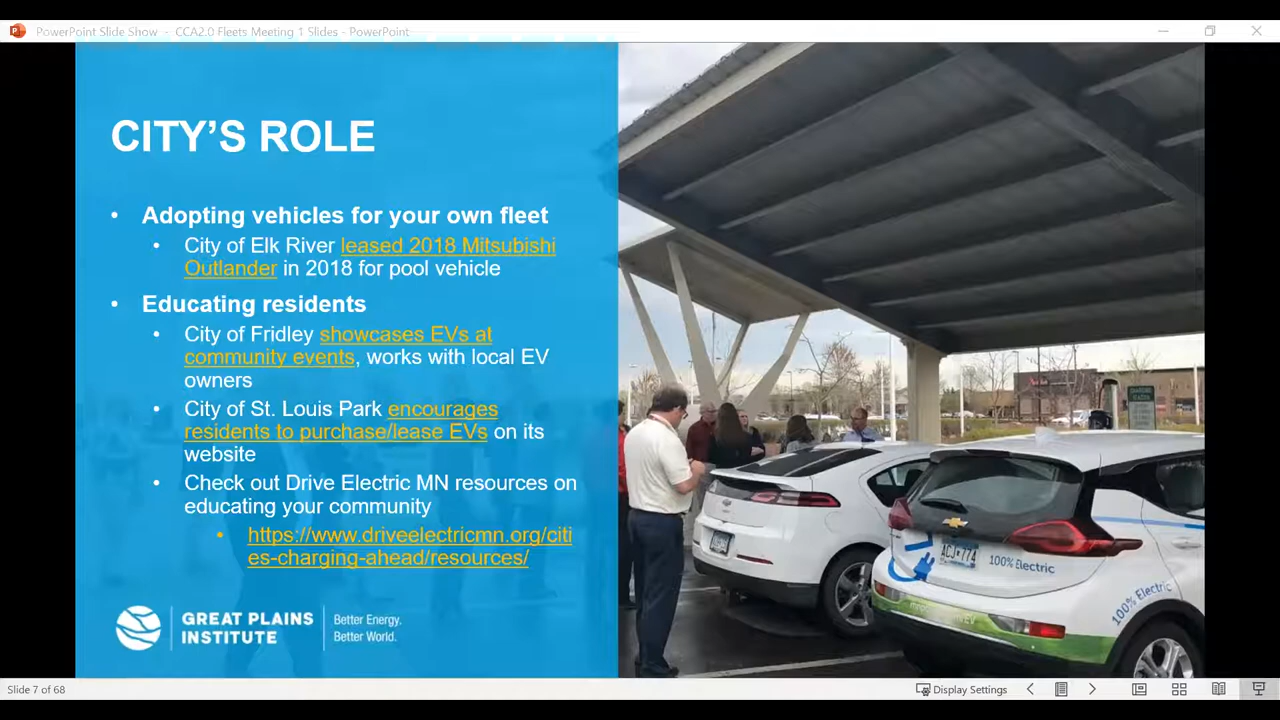 PowerPoint Slide Show - CCA2.0 Fleets Meeting 1 Slides - PowerPoint
CITY'S ROLE
• Adopting vehicles for your own fleet
• City of Elk River leased 2018 Mitsubishi
Outlander in 2018 for pool vehicle
• Educating residents
• City of Fridley showcases EVs at
community events, works with local EV
owners
• City of St. Louis Park encourages
residents to purchase/lease EVs on its
website
• Check out Drive Electric MN resources on
educating your community
• https://www.driveelectricmn.org/citi
es-charging-ahead/resources/
GREAT PLAINS
INSTITUTE
Better Energy.
Better World.
100% Electric
100% Electric
Slide 7 of 68
Display Settings